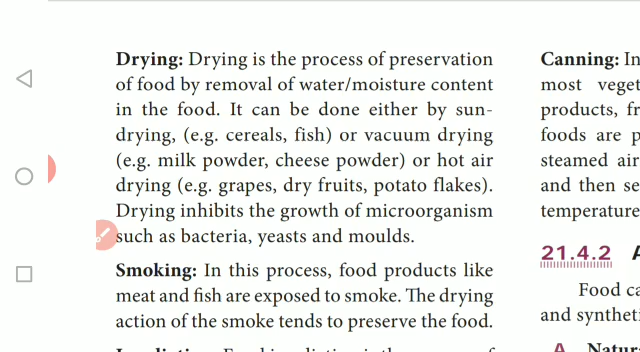 Drying: Drying is the process of preservation
of food by removal of water/moisture content
in the food. It can be done either by sun-
drying, (e.g. cereals, fish) or vacuum drying
(e.g. milk powder, cheese powder) or hot air
drying (e.g. grapes, dry fruits, potato flakes).
Drying inhibits the growth of microorganism
such as bacteria, yeasts and moulds.
Smoking: In this process, food products like
meat and fish are exposed to smoke. The drying
action of the smoke tends to preserve the food.
Canning: In
most veget
products, fr
foods are p
steamed air
and then se
temperature
21.4.2 A
Food ca
and syntheti
A Natur